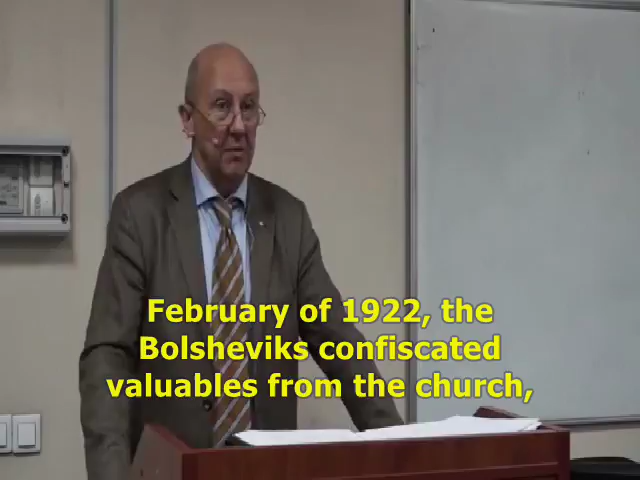 February of 1922, the
Bolsheviks confiscated
valuables from the church,